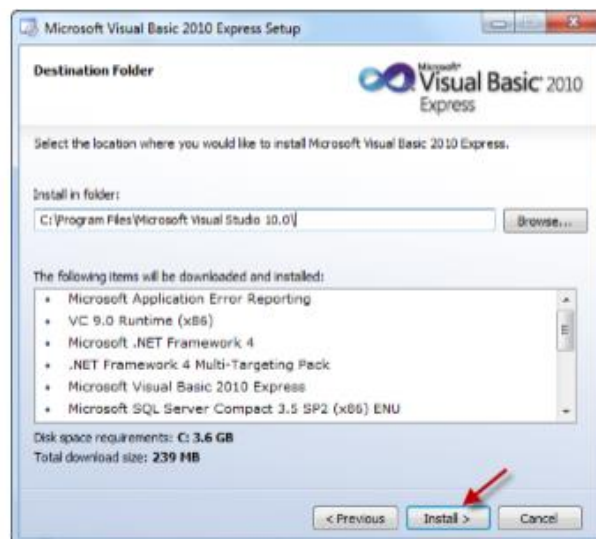 Microsoft Visual Basic 2010 Express Setup
Destination Folder
Microsoft®
Visual Basic® 2010
Express
Select the location where you would like to install Microsoft Visual Basic 2010 Express.
Install in folder:
C:\Program Files\Microsoft Visual Studio 10.0\
Browse...
The following items will be downloaded and installed:
• Microsoft Application Error Reporting
• VC 9.0 Runtime (x86)
• Microsoft .NET Framework 4
• .NET Framework 4 Multi-Targeting Pack
• Microsoft Visual Basic 2010 Express
• Microsoft SQL Server Compact 3.5 SP2 (x86) ENU
Disk space requirements: C: 3.6 GB
Total download size: 239 MB
< Previous Install > Cancel